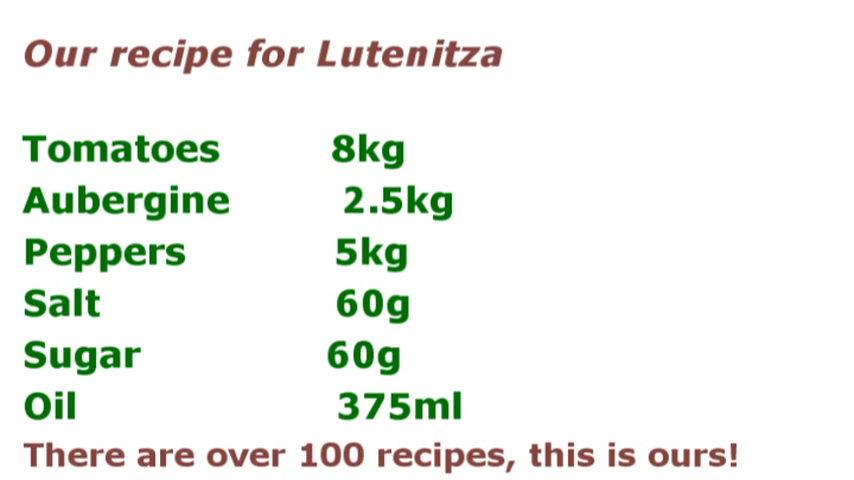 Our recipe for Lutenitza
Tomatoes 8kg
Aubergine 2.5kg
Peppers 5kg
Salt 60g
Sugar 60g
Oil 375ml
There are over 100 recipes, this is ours!